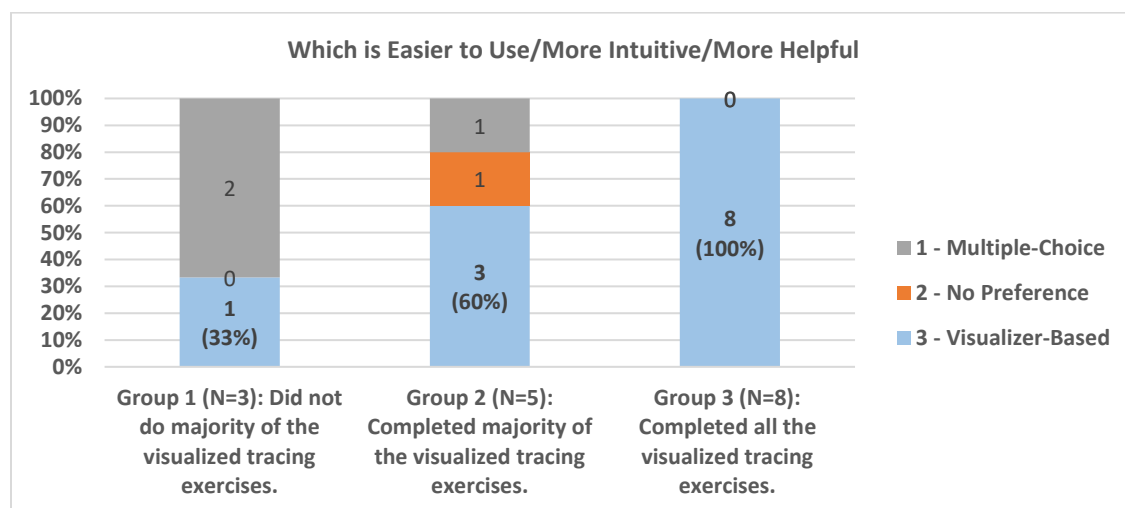 Which is Easier to Use/More Intuitive/More Helpful
100%
90%
80%
70%
60%
50%
40%
30%
20%
10%
0%
2
0
1
(33%)
1
1
3
(60%)
0
8
(100%)
Group 1 (N=3): Did not
do majority of the
visualized tracing
exercises.
Group 2 (N=5):
Completed majority of
the visualized tracing
exercises.
Group 3 (N=8):
Completed all the
visualized tracing
exercises.
1 - Multiple-Choice
2 - No Preference
3 - Visualizer-Based